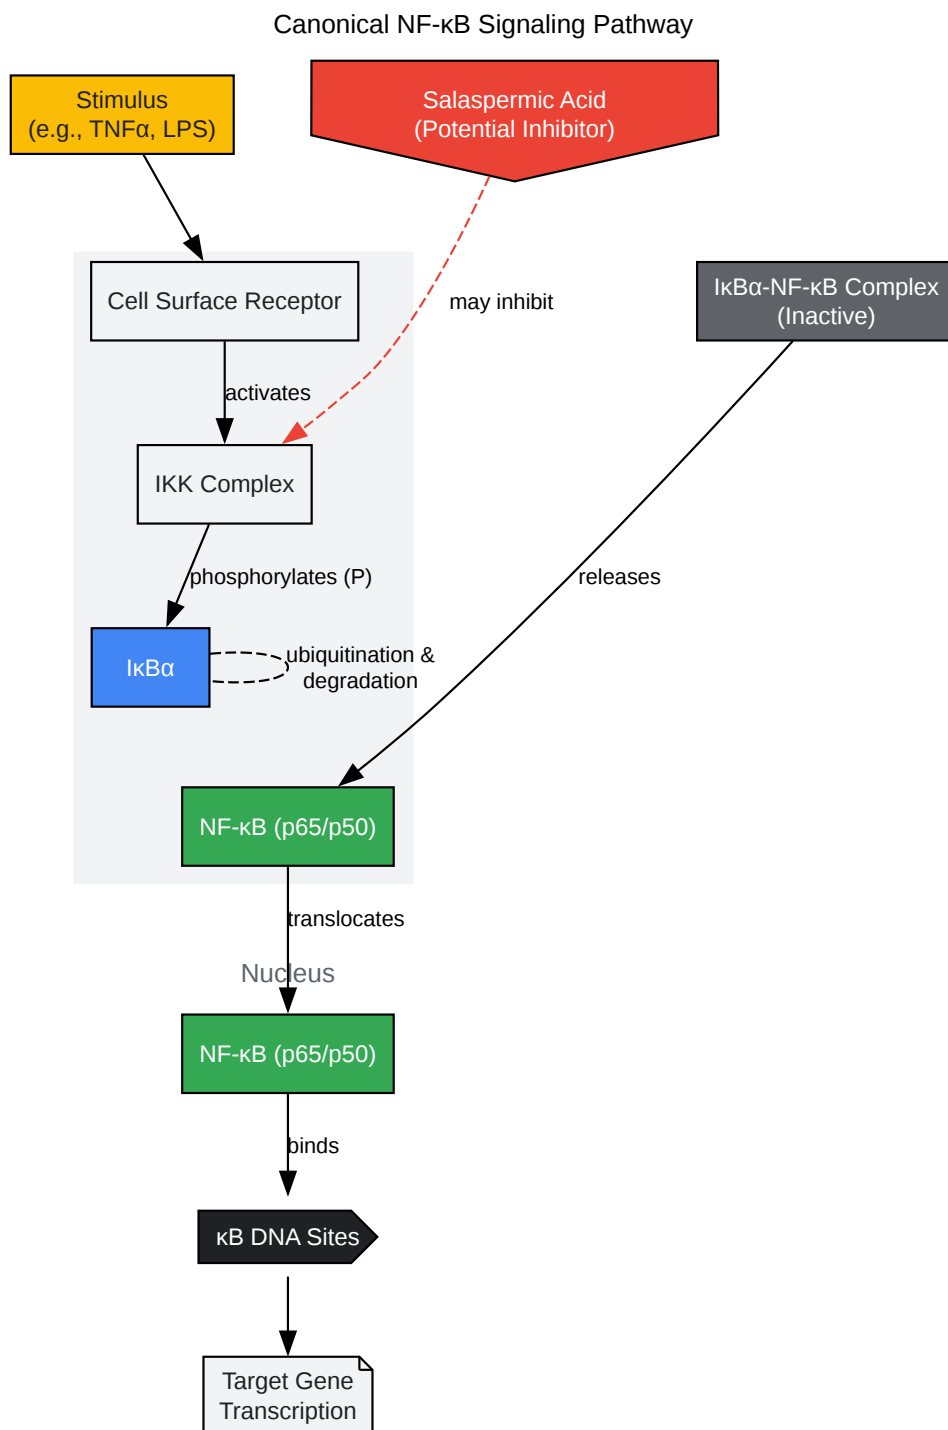 Canonical NF-κB Signaling Pathway
Stimulus
(e.g., TNFα, LPS)
Salaspermic Acid
(Potential Inhibitor)
Cell Surface Receptor
may inhibit
IκBα-NF-κB Complex
(Inactive)
activates
IKK Complex
phosphorylates (P)
releases
IκBα
ubiquitination &
degradation
NF-κB (p65/p50)
translocates
Nucleus
NF-κB (p65/p50)
binds
κB DNA Sites
Target Gene
Transcription